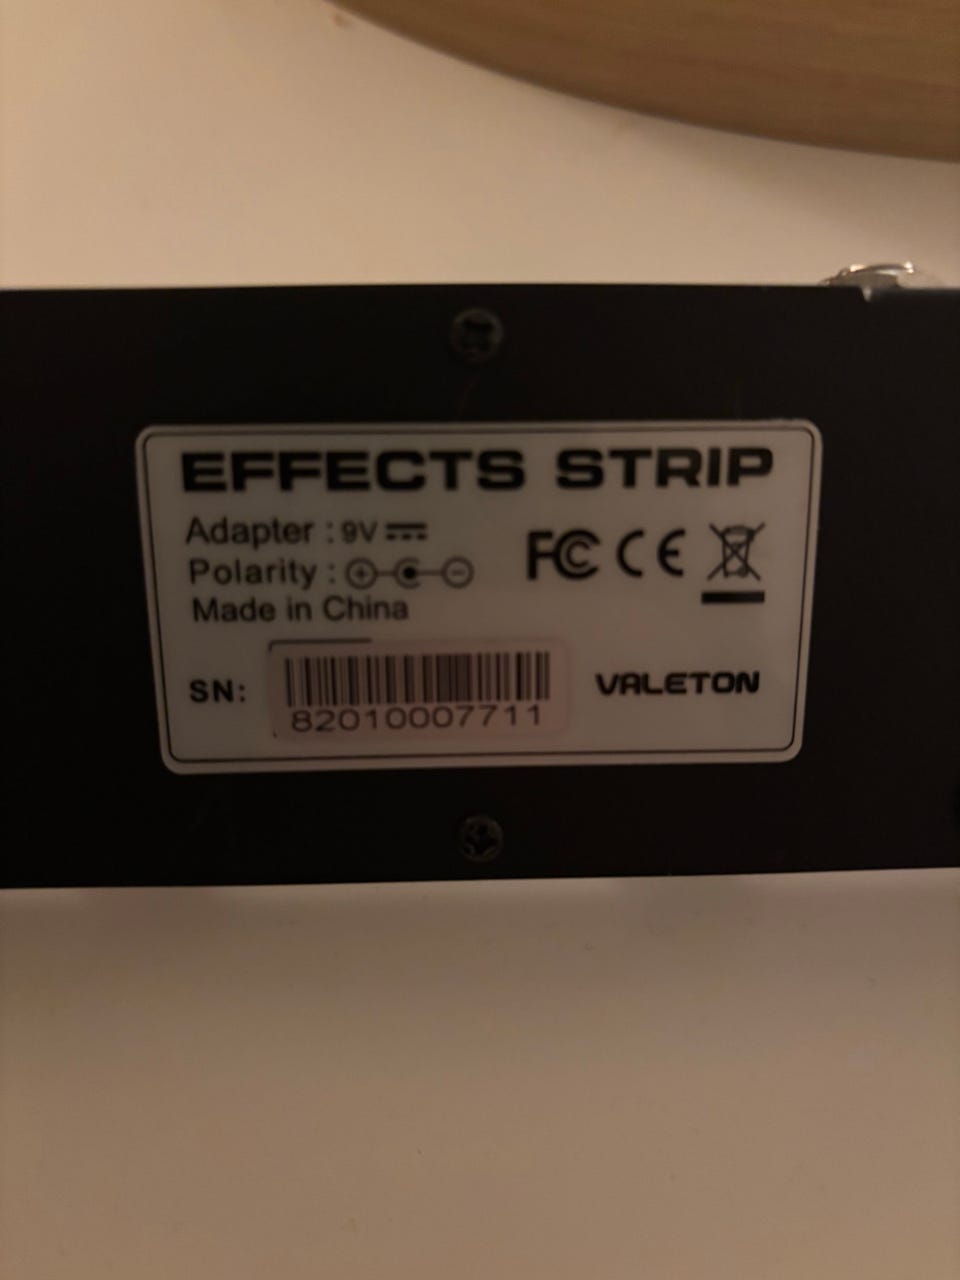 EFFECTS STRIP
Adapter : 9V
Polarity :
Made in China
FC CE
SN:
82010007711
VALETON